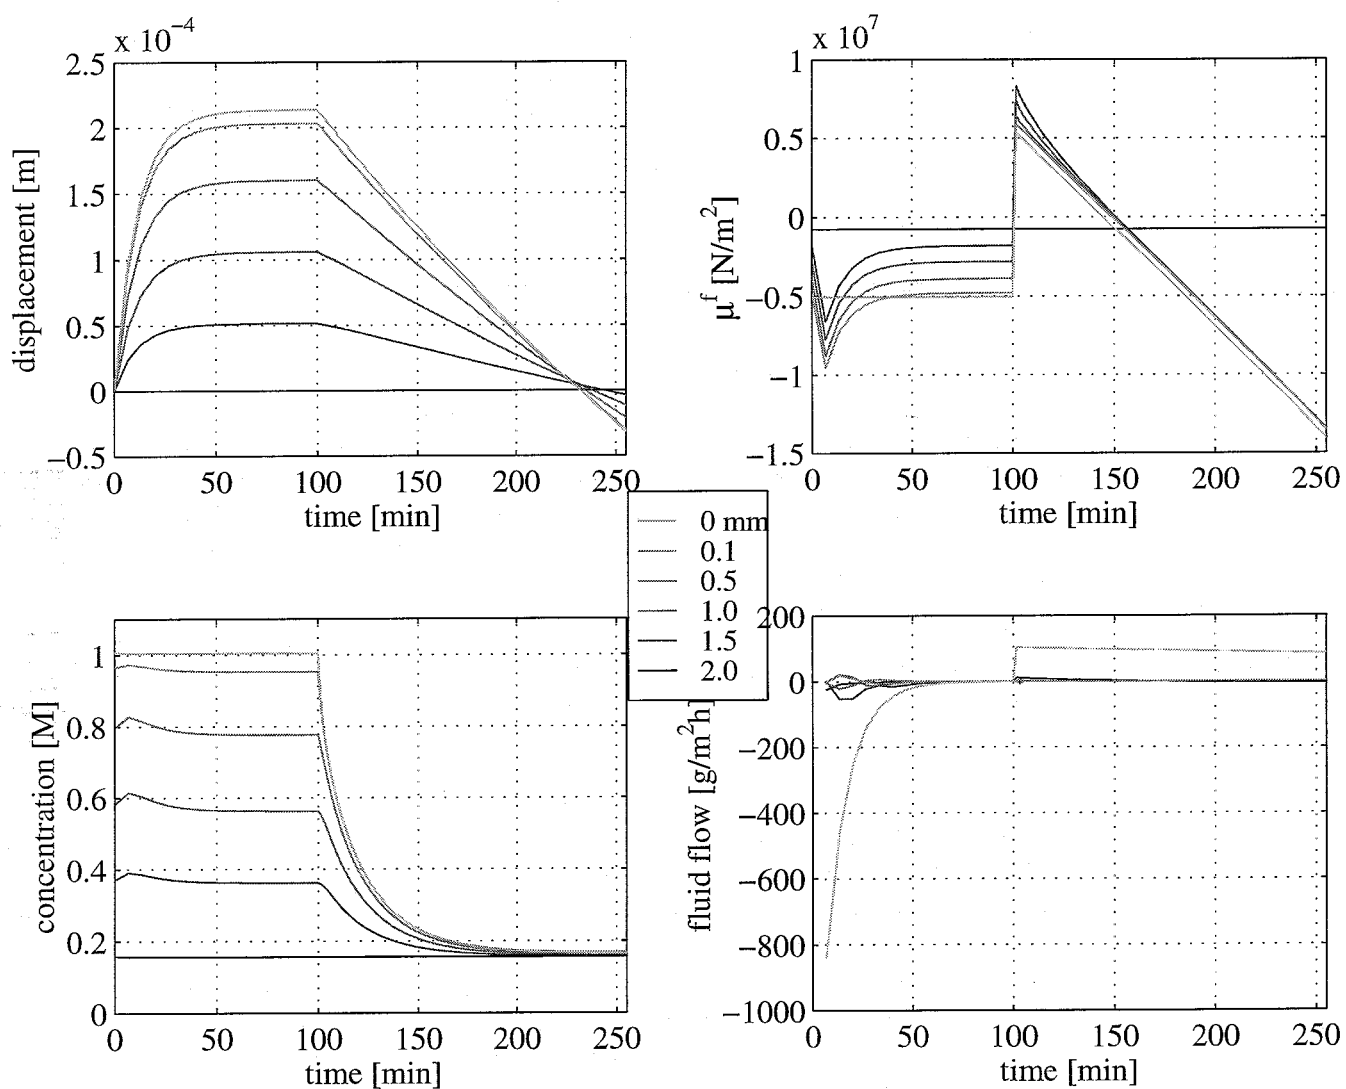 x 10−4
2.5
2
1.5
1
0.5
0
−0.5
displacement [m]
0 50 100 150 200 250
time [min]
x 107
1
0.5
0
−0.5
−1
−1.5
μf [N/m2]
0 50 100 150 200 250
time [min]
0 mm
0.1
0.5
1.0
1.5
2.0
1
0.8
0.6
0.4
0.2
0
concentration [M]
0 50 100 150 200 250
time [min]
200
0
−200
−400
−600
−800
−1000
fluid flow [g/m2h]
0 50 100 150 200 250
time [min]